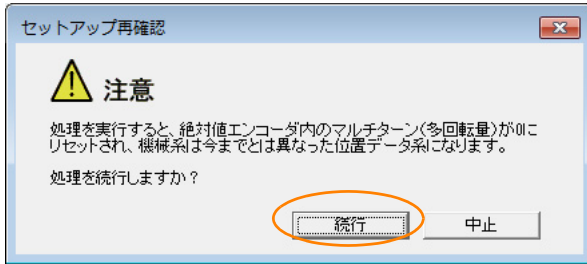 セットアップ再確認
注意
処理を実行すると、絶対値エンコーダ内のマルチターン(多回転量)が0に
リセットされ、機械系は今までとは異なった位置データ系になります。
処理を続行しますか？
続行
中止